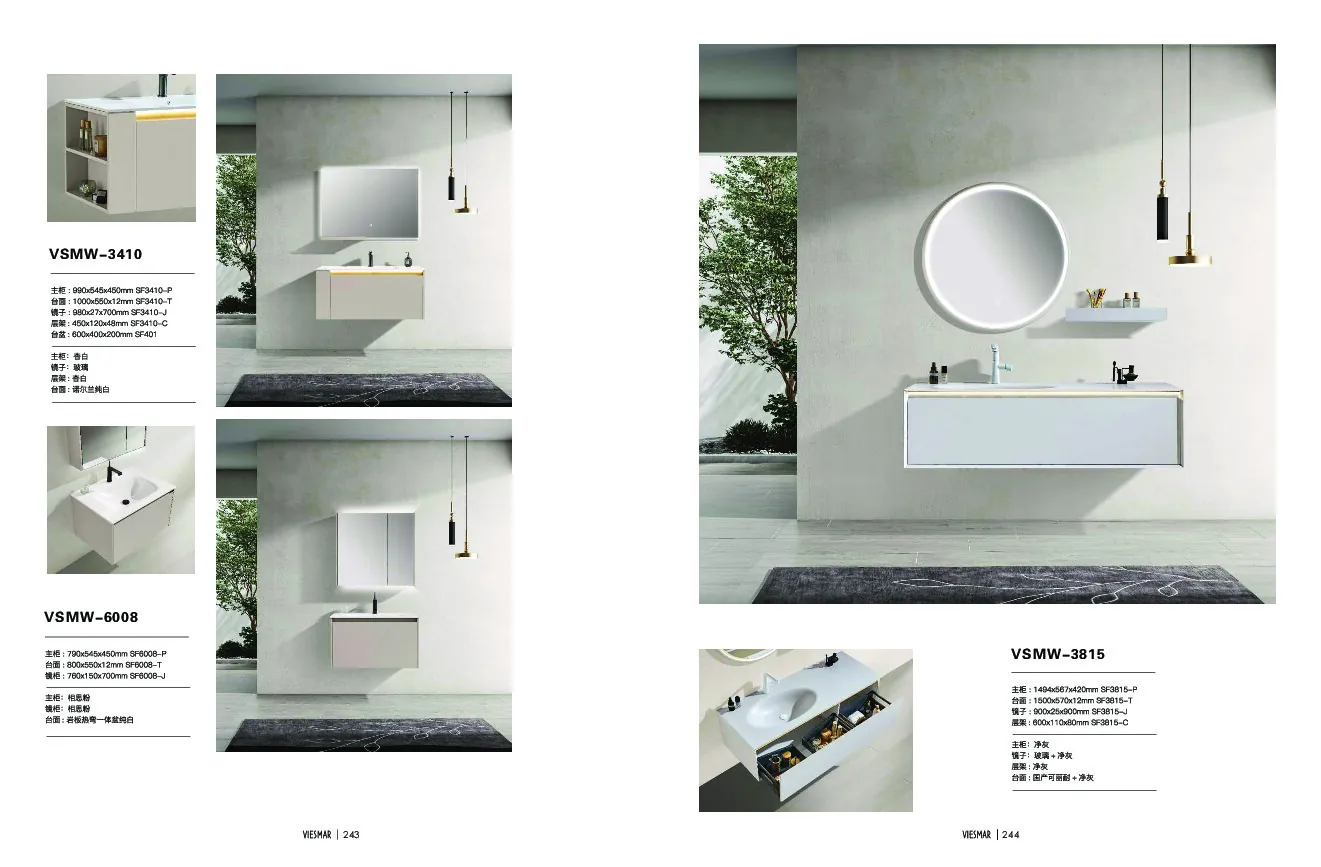 VSMW-3410
主柜：990x545x450mm SF3410-P
台面：1000x550x12mm SF3410-T
镜子：980x27x700mm SF3410-J
层架：450x120x48mm SF3410-C
台盆：600x400x200mm SF401
主柜：香白
镜子：玻璃
层架：香白
台面：诺尔兰纯白
VSMW-6008
主柜：790x545x450mm SF6008-P
台面：800x550x12mm SF6008-T
镜柜：760x150x700mm SF6008-J
主柜：相思粉
镜柜：相思粉
台面：岩板热弯一体盆纯白
VIESMAR | 243
VSMW-3815
主柜：1494x567x420mm SF3815-P
台面：1500x570x12mm SF3815-T
镜子：900x25x900mm SF3815-J
层架：600x110x80mm SF3815-C
主柜：净灰
镜子：玻璃+净灰
层架：净灰
台面：国产可丽耐+净灰
VIESMAR | 244